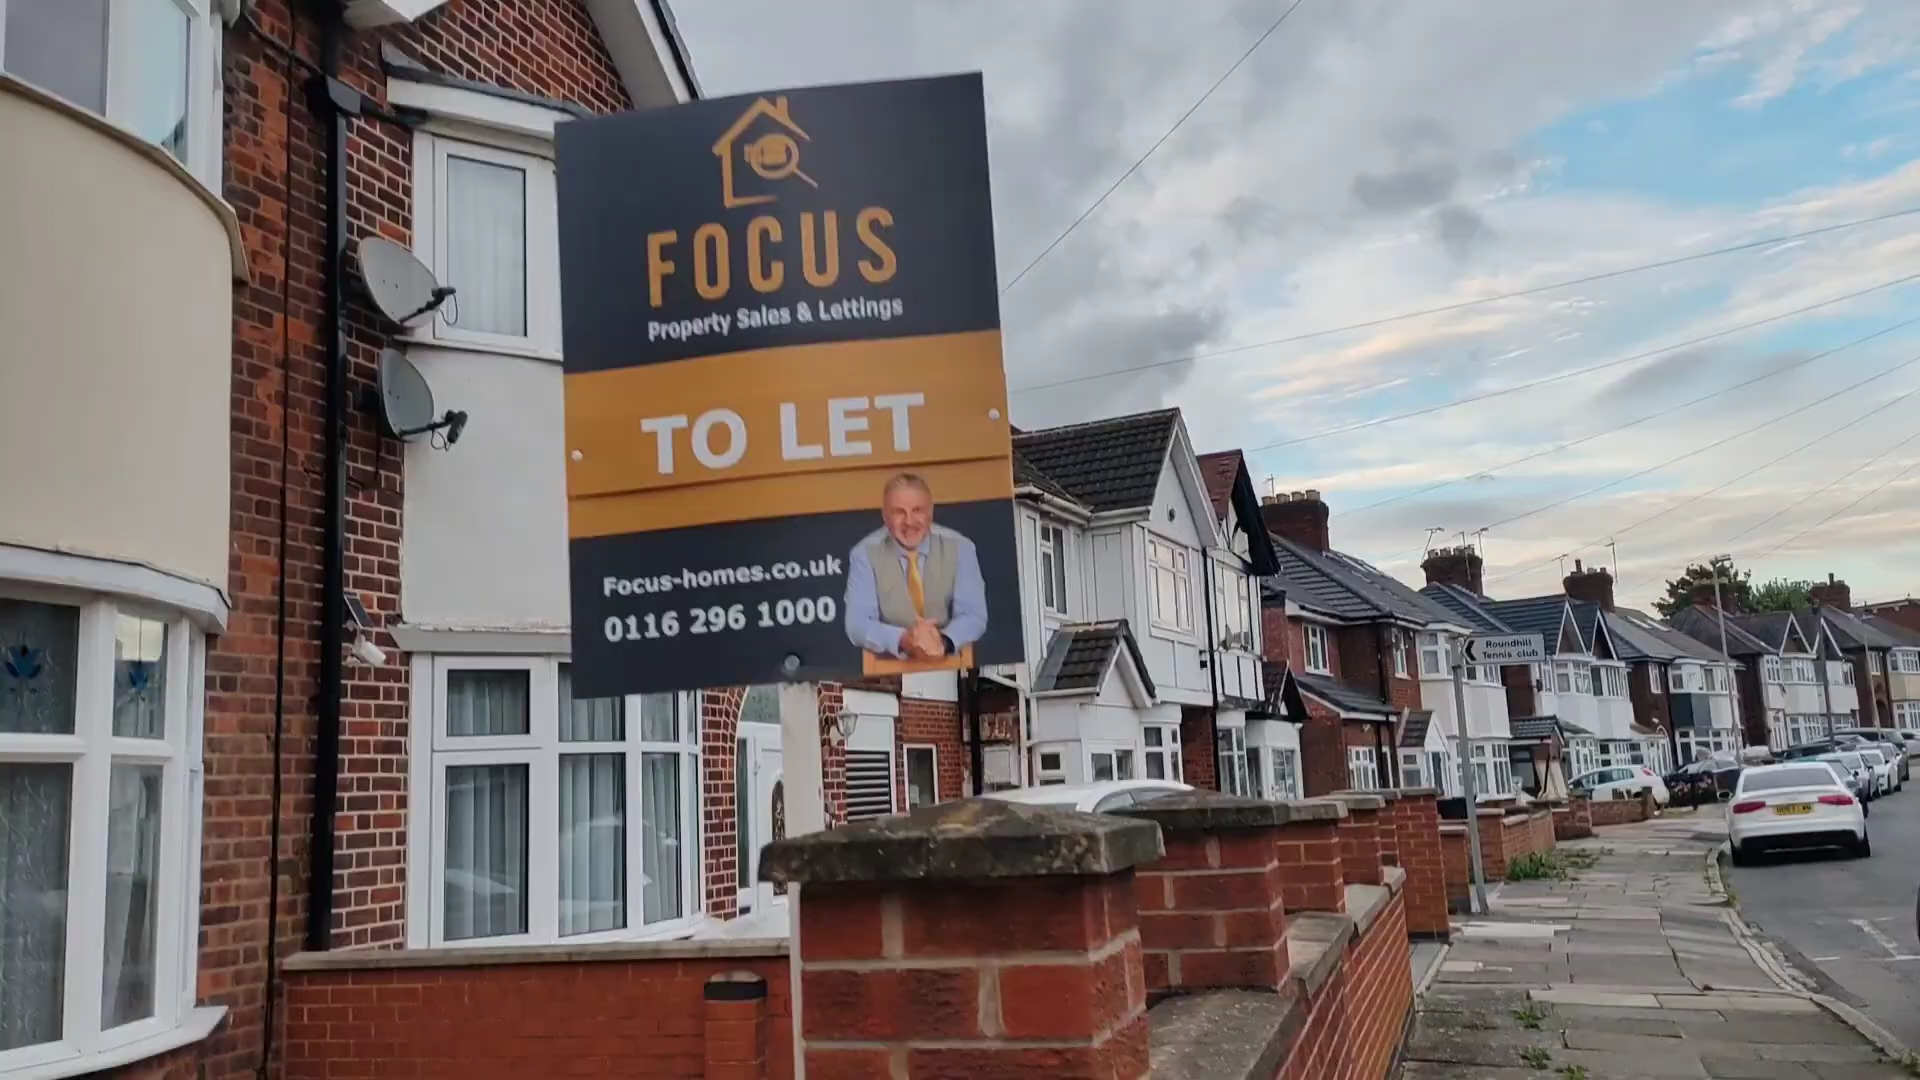 FOCUS
Property Sales & Lettings
TO LET
Focus-homes.co.uk
0116 296 1000
Roundhill
Tennis club